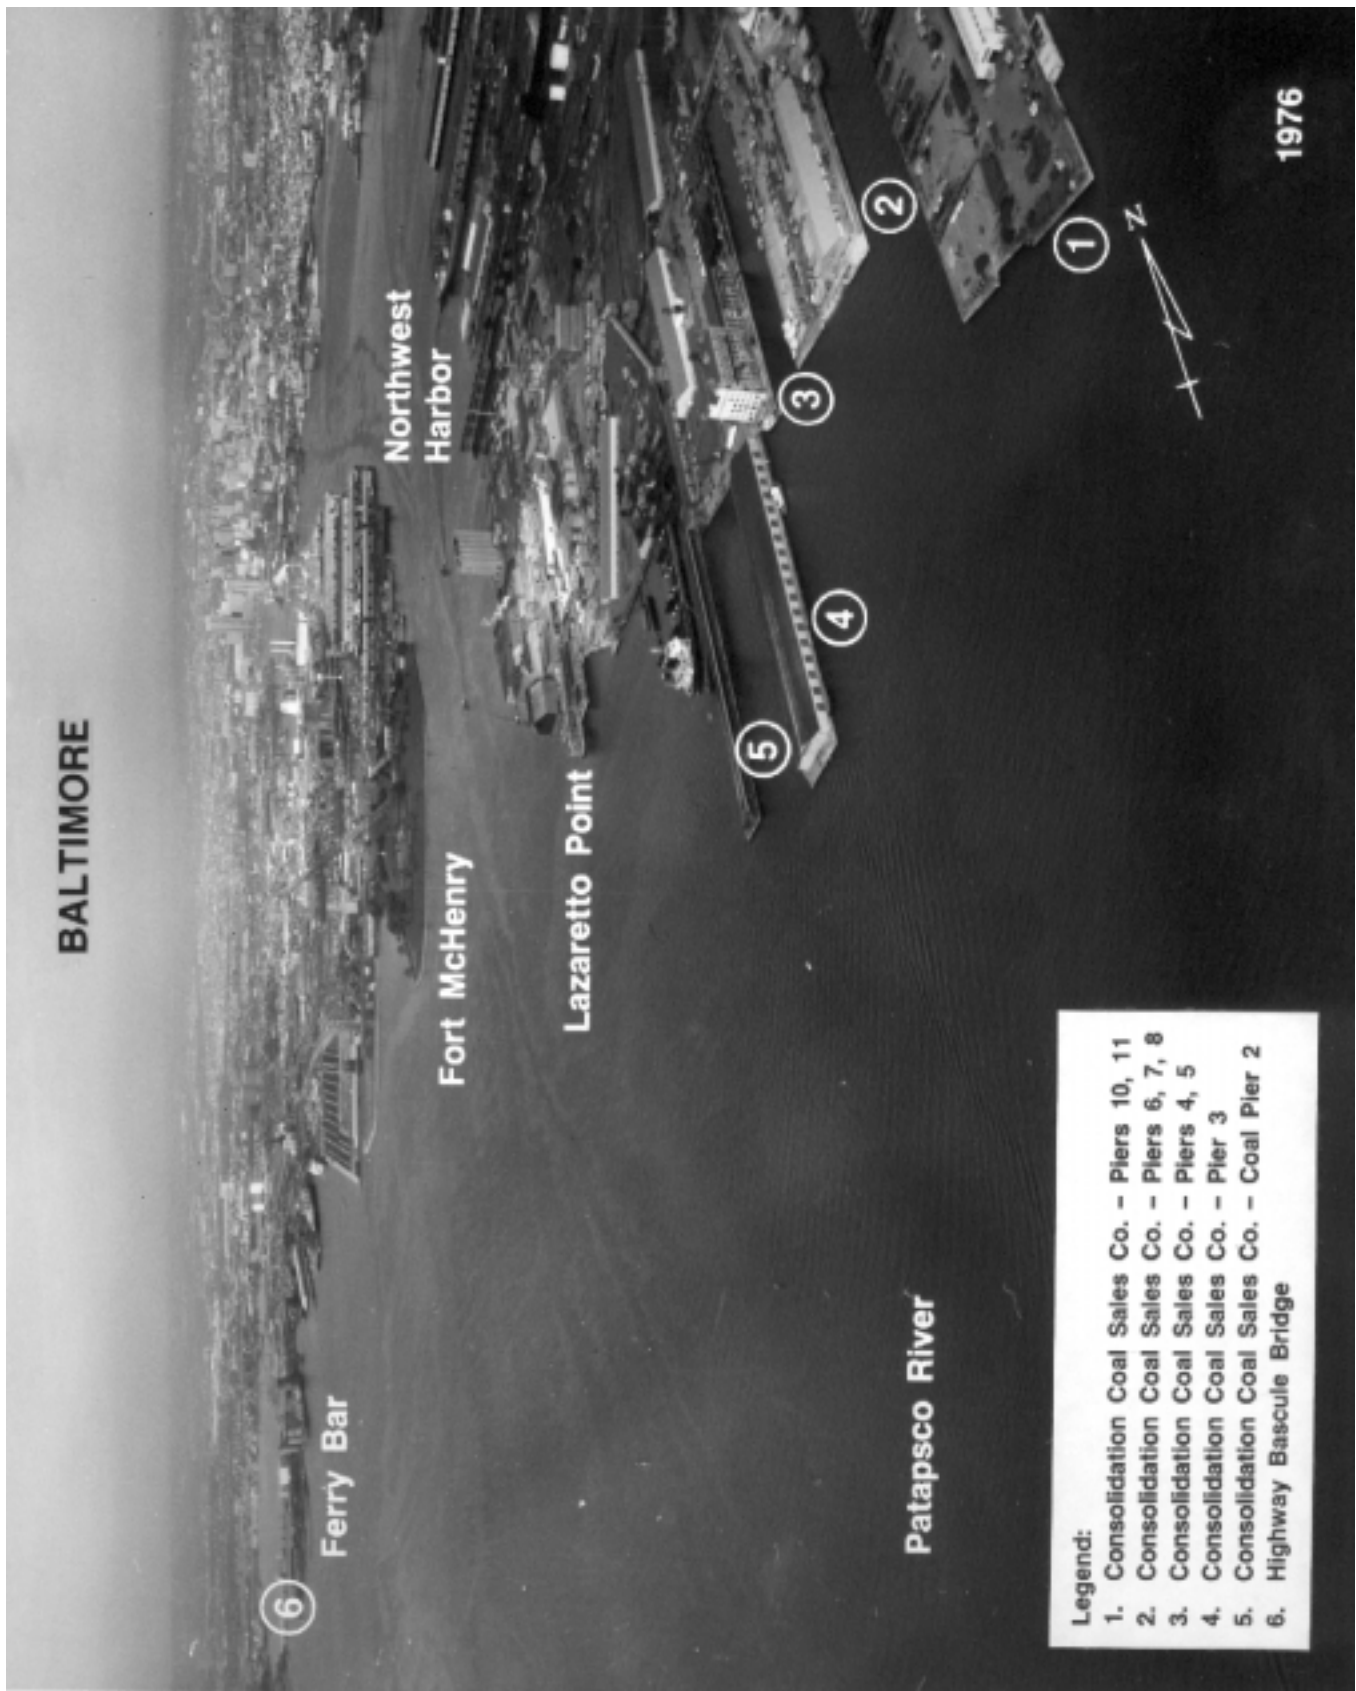 BALTIMORE
Northwest
Harbor
Fort McHenry
Lazaretto Point
Ferry Bar
Patapsco River
1
2
3
4
5
6
N
1976
Legend:
1. Consolidation Coal Sales Co. – Piers 10, 11
2. Consolidation Coal Sales Co. – Piers 6, 7, 8
3. Consolidation Coal Sales Co. – Piers 4, 5
4. Consolidation Coal Sales Co. – Pier 3
5. Consolidation Coal Sales Co. – Coal Pier 2
6. Highway Bascule Bridge